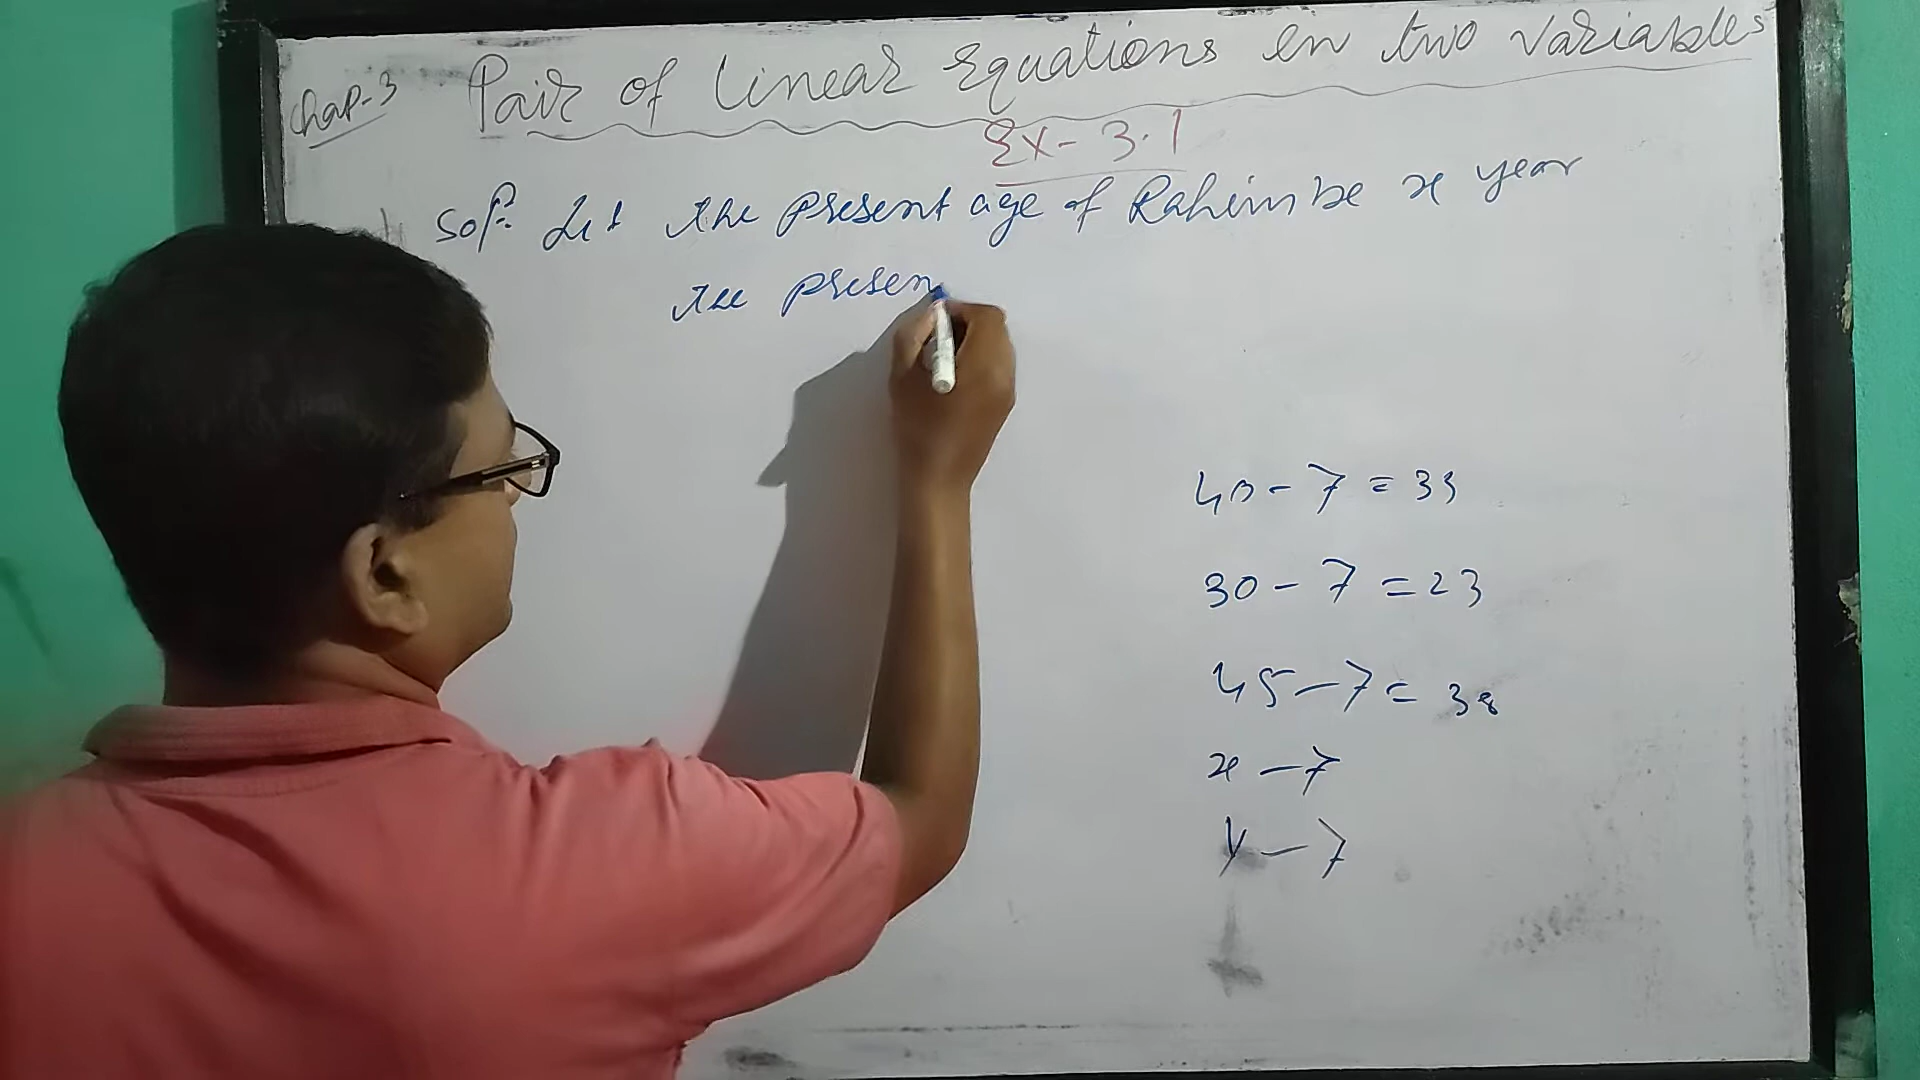 Chap-3 Pair of Linear Equations in two variables
Ex-3.1
Sol: Let the present age of Rahim be x year
the presen
40-7=33
30-7=23
45-7=38
x-7
y-7